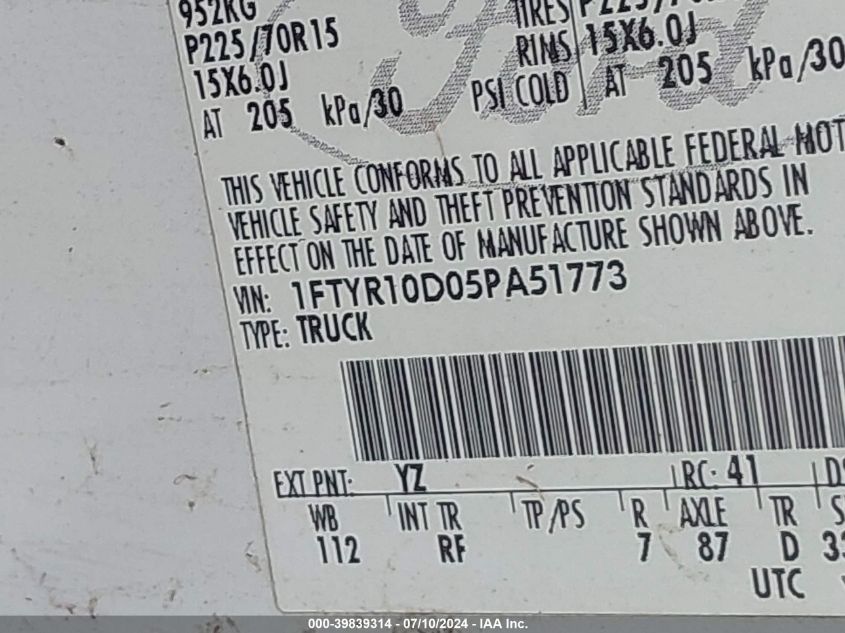 952KG
P225/70R15
15X6.0J
AT 205 kPa/30
TIRES
RIMS 15X6.0J
PSI COLD AT 205 kPa/30
THIS VEHICLE CONFORMS TO ALL APPLICABLE FEDERAL MOT
VEHICLE SAFETY AND THEFT PREVENTION STANDARDS IN
EFFECT ON THE DATE OF MANUFACTURE SHOWN ABOVE.
VIN: 1FTYR10D05PA51773
TYPE: TRUCK
EXT PNT: YZ RC: 41
WB INT TR TP/PS R AXLE TR
112 RF 7 87 D
UTC
000-39839314 - 07/10/2024 - IAA Inc.